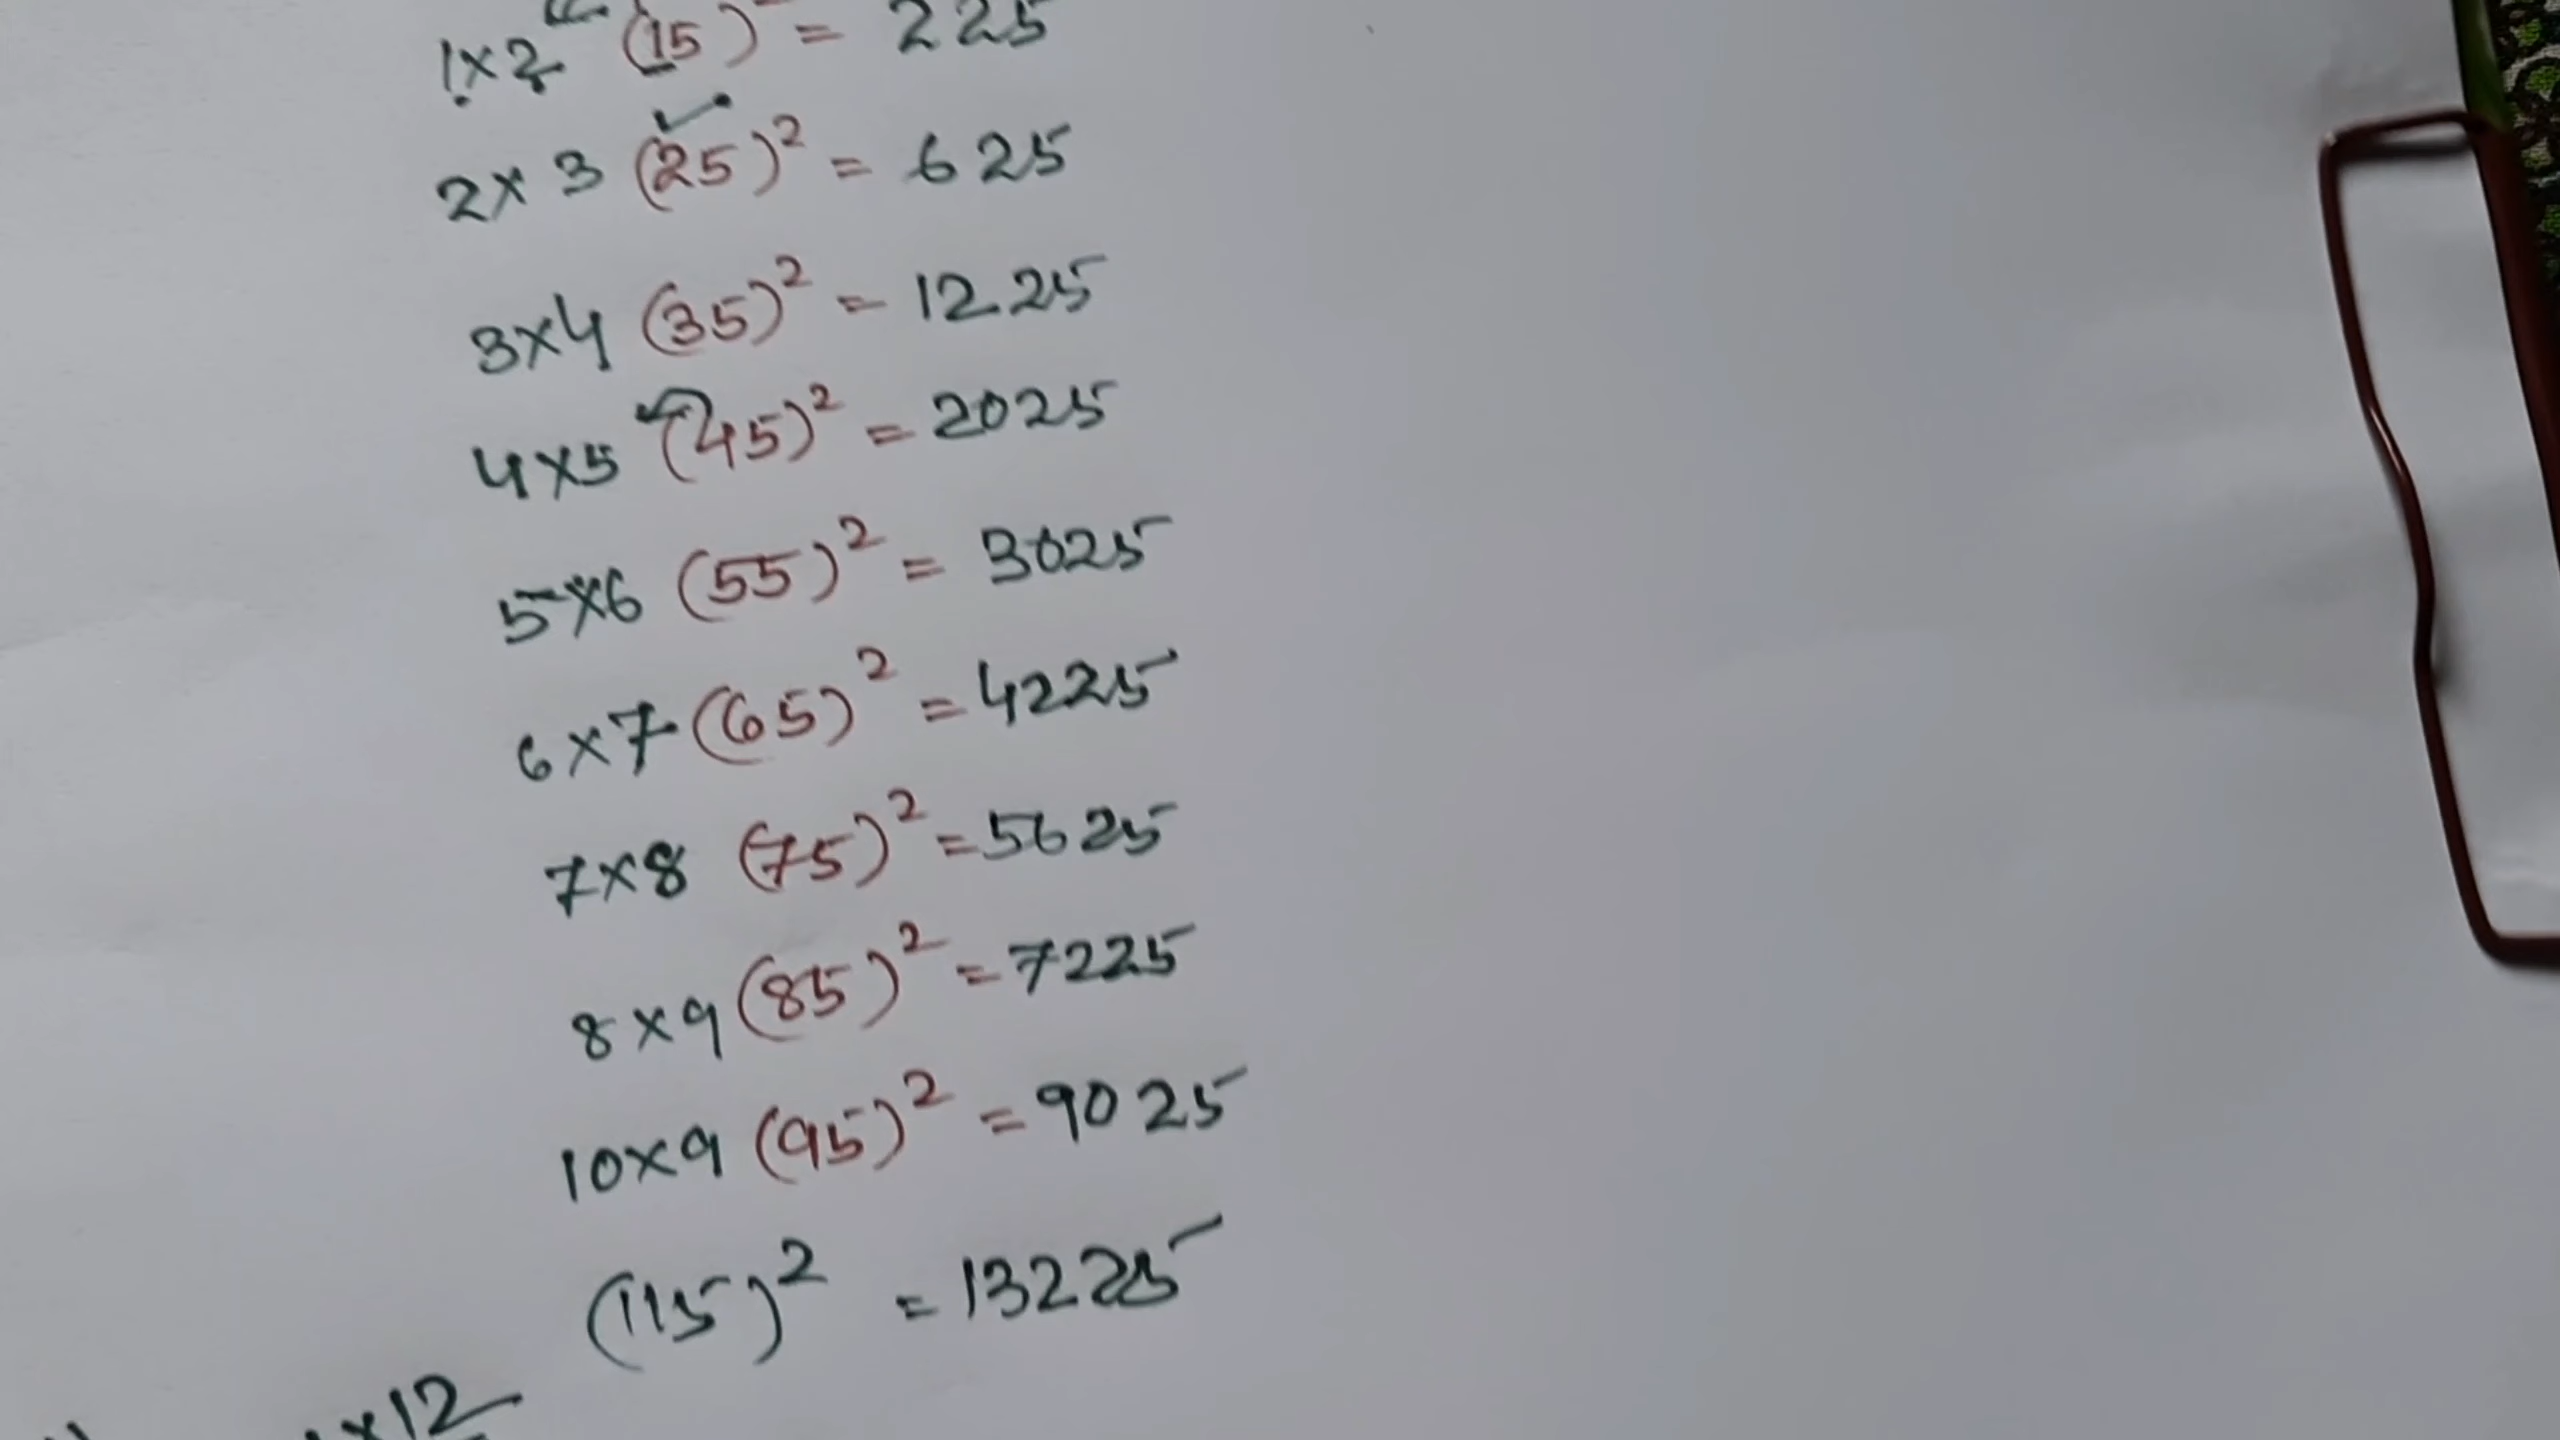 1×2 (15)² = 225
2×3 (25)² = 625
3×4 (35)² = 1225
4×5 (45)² = 2025
5×6 (55)² = 3025
6×7 (65)² = 4225
7×8 (75)² = 5625
8×9 (85)² = 7225
10×9 (95)² = 9025
(115)² = 13225
×12